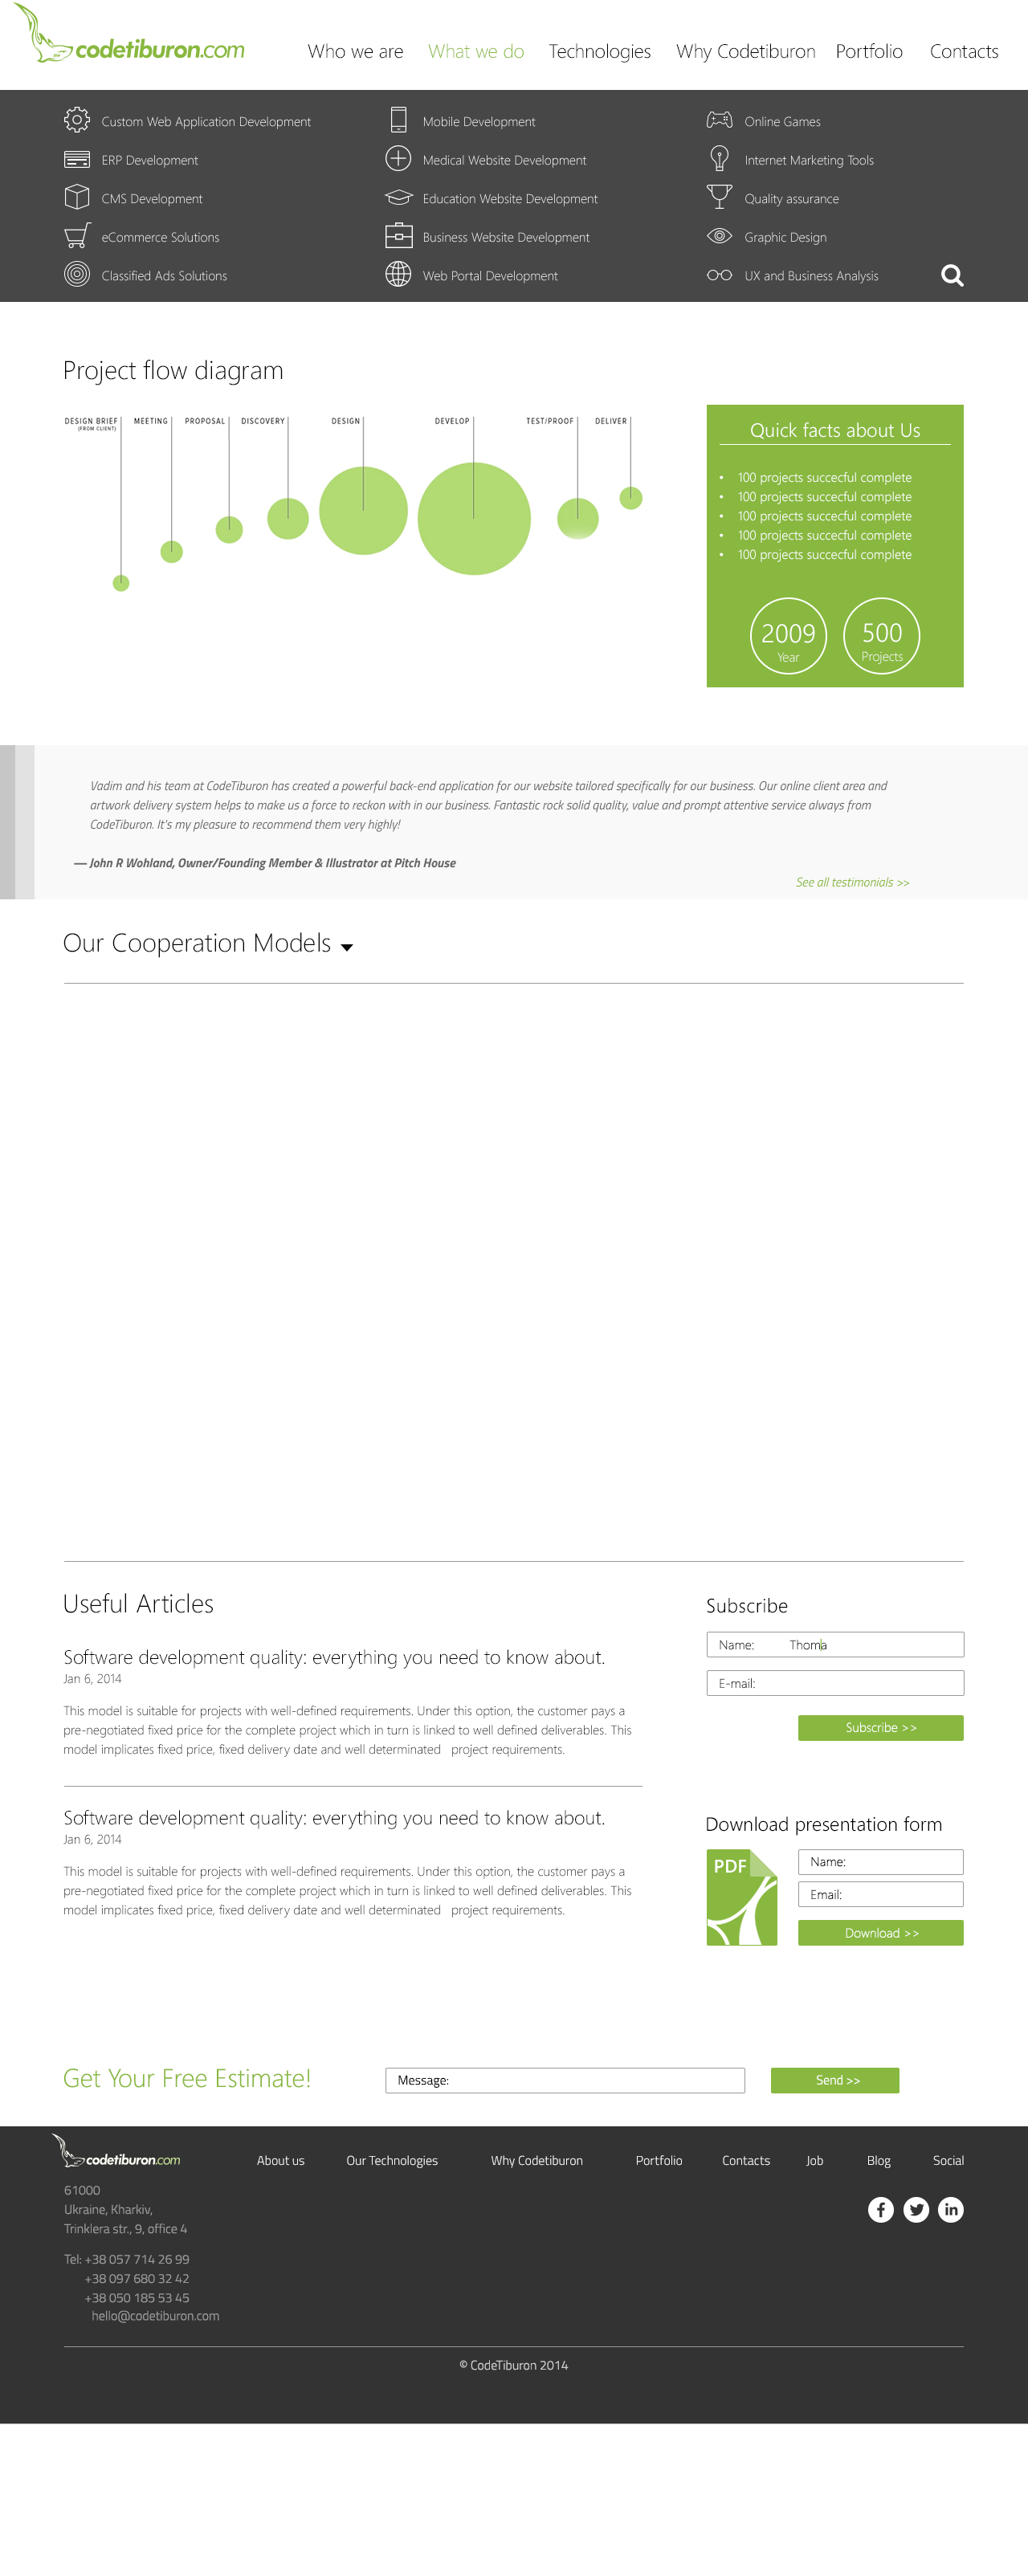 codetiburon.com
Who we are
What we do
Technologies
Why Codetiburon
Portfolio
Contacts
Custom Web Application Development
ERP Development
CMS Development
eCommerce Solutions
Classified Ads Solutions
Mobile Development
Medical Website Development
Education Website Development
Business Website Development
Web Portal Development
Online Games
Internet Marketing Tools
Quality assurance
Graphic Design
UX and Business Analysis
Project flow diagram
DESIGN BRIEF
(FROM CLIENT)
MEETING
PROPOSAL
DISCOVERY
DESIGN
DEVELOP
TEST/PROOF
DELIVER
Quick facts about Us
• 100 projects succecful complete
• 100 projects succecful complete
• 100 projects succecful complete
• 100 projects succecful complete
• 100 projects succecful complete
2009
Year
500
Projects
Vadim and his team at CodeTiburon has created a powerful back-end application for our website tailored specifically for our business. Our online client area and
artwork delivery system helps to make us a force to reckon with in our business. Fantastic rock solid quality, value and prompt attentive service always from
CodeTiburon. It's my pleasure to recommend them very highly!
— John R Wohland, Owner/Founding Member & Illustrator at Pitch House
See all testimonials >>
Our Cooperation Models
Useful Articles
Software development quality: everything you need to know about.
Jan 6, 2014
This model is suitable for projects with well-defined requirements. Under this option, the customer pays a
pre-negotiated fixed price for the complete project which in turn is linked to well defined deliverables. This
model implicates fixed price, fixed delivery date and well determined project requirements.
Software development quality: everything you need to know about.
Jan 6, 2014
This model is suitable for projects with well-defined requirements. Under this option, the customer pays a
pre-negotiated fixed price for the complete project which in turn is linked to well defined deliverables. This
model implicates fixed price, fixed delivery date and well determined project requirements.
Subscribe
Name: Thoma
E-mail:
Subscribe >>
Download presentation form
PDF
Name:
Email:
Download >>
Get Your Free Estimate!
Message:
Send >>
codetiburon.com
About us
Our Technologies
Why Codetiburon
Portfolio
Contacts
Job
Blog
Social
61000
Ukraine, Kharkiv,
Trinklera str., 9, office 4
Tel: +38 057 714 26 99
+38 097 680 32 42
+38 050 185 53 45
hello@codetiburon.com
© CodeTiburon 2014